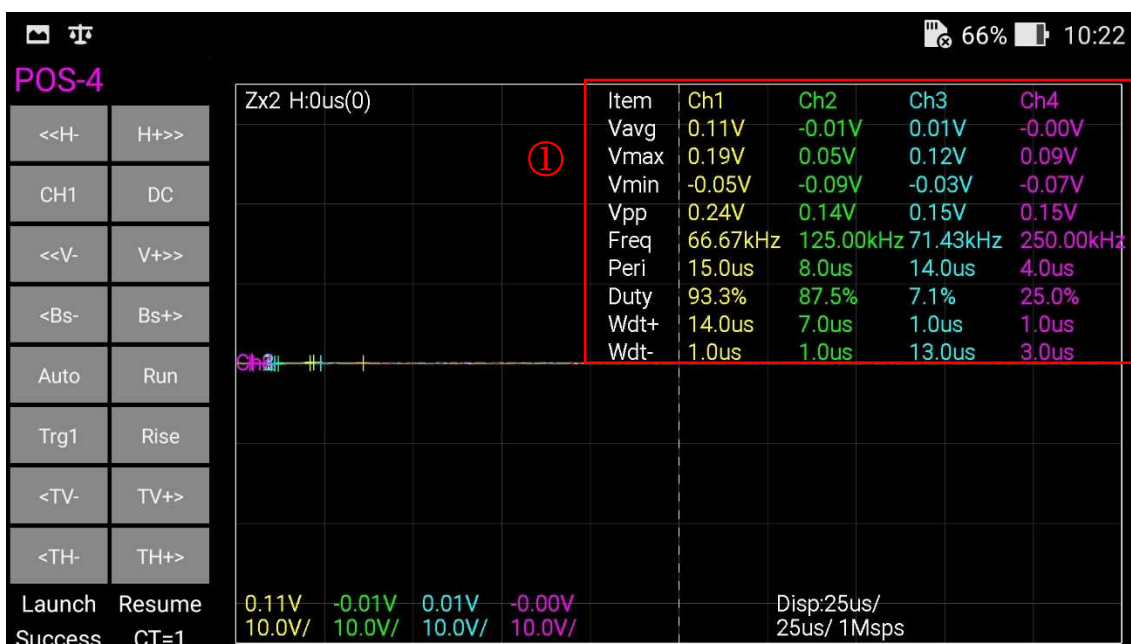 66% 10:22
POS-4
<<H- H+>>
CH1 DC
<<V- V+>>
<Bs- Bs+>
Auto Run
Trg1 Rise
<TV- TV+>
<TH- TH+>
Launch Resume
Success CT=1
Zx2 H:0us(0)
①
Item Ch1 Ch2 Ch3 Ch4
Vavg 0.11V -0.01V 0.01V -0.00V
Vmax 0.19V 0.05V 0.12V 0.09V
Vmin -0.05V -0.09V -0.03V -0.07V
Vpp 0.24V 0.14V 0.15V 0.15V
Freq 66.67kHz 125.00kHz 71.43kHz 250.00kHz
Peri 15.0us 8.0us 14.0us 4.0us
Duty 93.3% 87.5% 7.1% 25.0%
Wdt+ 14.0us 7.0us 1.0us 1.0us
Wdt- 1.0us 1.0us 13.0us 3.0us
0.11V -0.01V 0.01V -0.00V
10.0V/ 10.0V/ 10.0V/ 10.0V/
Disp:25us/
25us/ 1Msps